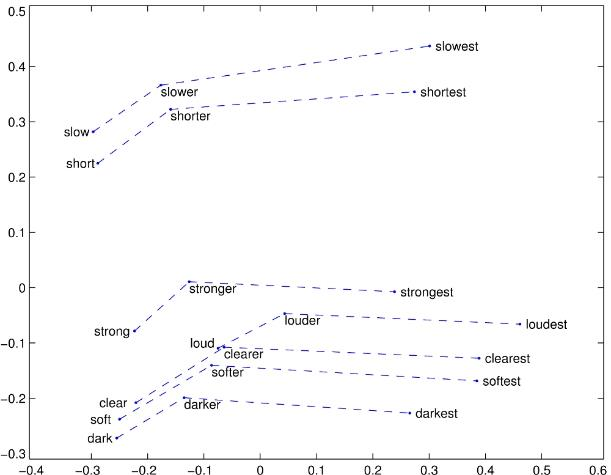 0.5
slowest
0.4
slower
shortest
0.3
shorter
slow
short
0.2
0.1
0
stronger
strongest
strong
louder
loudest
−0.1
loud
clearer
clearest
softer
softest
−0.2
clear
darker
darkest
soft
dark
−0.3
−0.4 −0.3 −0.2 −0.1 0 0.1 0.2 0.3 0.4 0.5 0.6